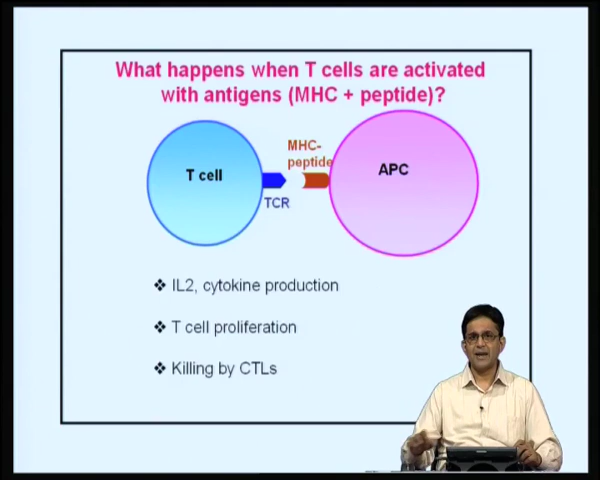 What happens when T cells are activated
with antigens (MHC + peptide)?
MHC-
peptide
T cell
APC
TCR
❖ IL2, cytokine production
❖ T cell proliferation
❖ Killing by CTLs